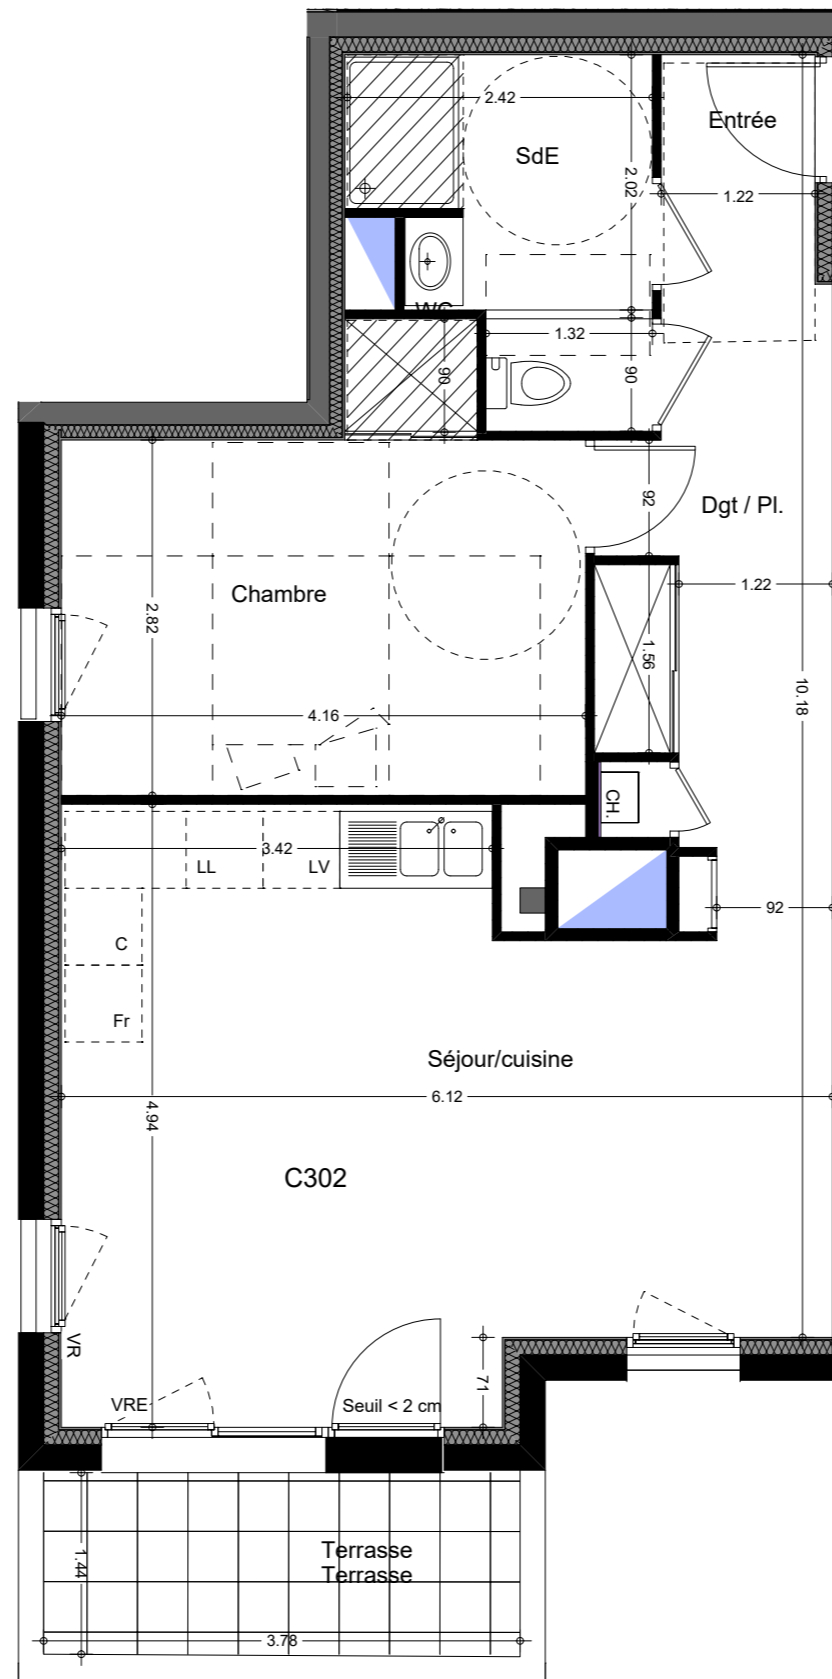 2.42
Entrée
SdE
2.02
1.22
WC
1.32
90
90
92
Dgt / Pl.
Chambre
1.22
2.82
1.56
4.16
10.18
CH.
3.42
LL
LV
92
C
Fr
Séjour/cuisine
6.12
4.94
C302
VR
71
VRE
Seuil < 2 cm
Terrasse
Terrasse
1.44
3.78